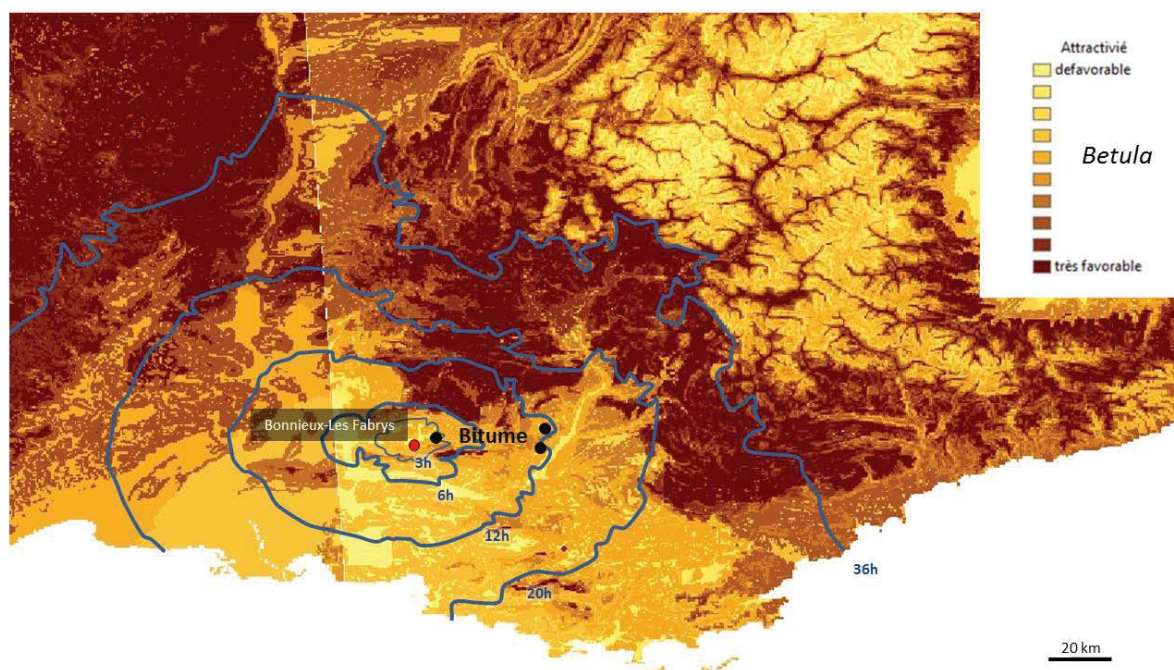 Attractivié
defavorable
Betula
très favorable
Bonnieux-Les Fabrys
Bitume
3h
6h
12h
20h
36h
20 km